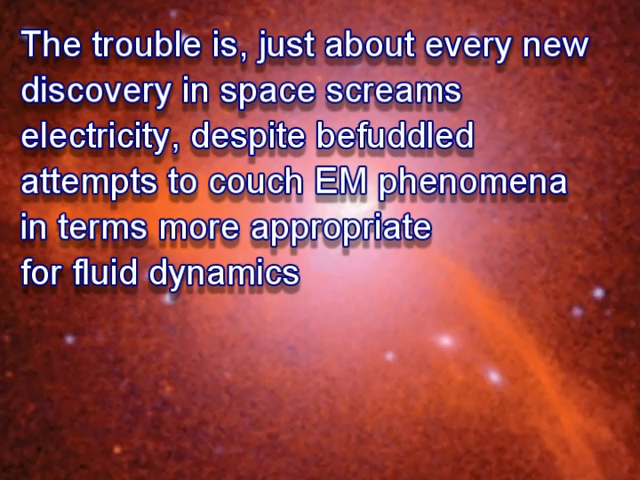 The trouble is, just about every new
discovery in space screams
electricity, despite befuddled
attempts to couch EM phenomena
in terms more appropriate
for fluid dynamics